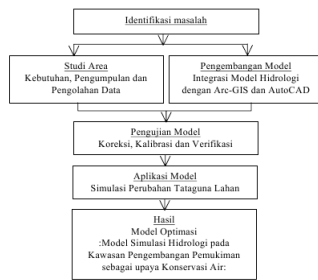 Identifikasi masalah
Studi Area
Kebutuhan, Pengumpulan dan
Pengolahan Data
Pengembangan Model
Integrasi Model Hidrologi
dengan Arc-GIS dan AutoCAD
Pengujian Model
Koreksi, Kalibrasi dan Verifikasi
Aplikasi Model
Simulasi Perubahan Tataguna Lahan
Hasil
Model Optimasi
:Model Simulasi Hidrologi pada
Kawasan Pengembangan Pemukiman
sebagai upaya Konservasi Air: